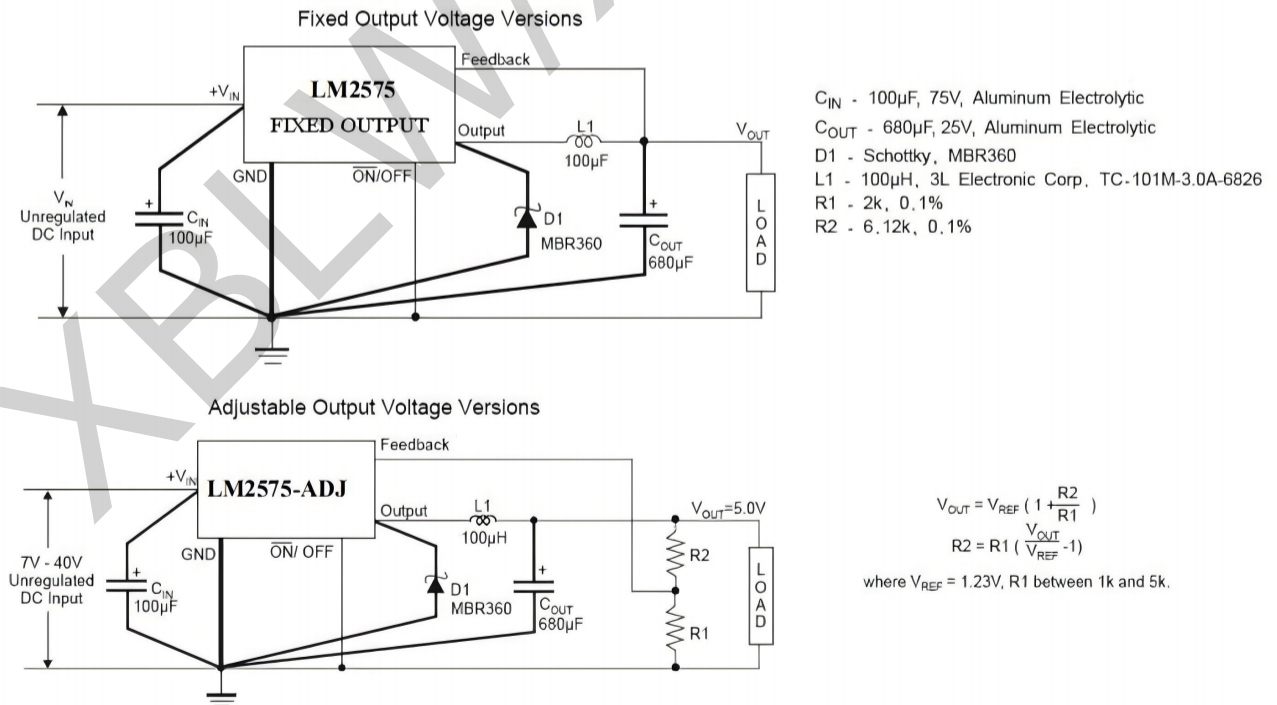 Fixed Output Voltage Versions
Feedback
+VIN
LM2575
FIXED OUTPUT
Output
L1
100µF
VOUT
GND
ON/OFF
VIN
Unregulated
DC Input
+
CIN
100µF
D1
MBR360
+
COUT
680µF
LOAD
CIN - 100µF, 75V, Aluminum Electrolytic
COUT - 680µF, 25V, Aluminum Electrolytic
D1 - Schottky, MBR360
L1 - 100µH, 3L Electronic Corp, TC-101M-3.0A-6826
R1 - 2k, 0.1%
R2 - 6.12k, 0.1%
Adjustable Output Voltage Versions
Feedback
+VIN
LM2575-ADJ
Output
L1
100µH
VOUT=5.0V
GND
ON/ OFF
7V - 40V
Unregulated
DC Input
+
CIN
100µF
D1
MBR360
+
COUT
680µF
R2
R1
LOAD
VOUT = VREF ( 1 + R2/R1 )
R2 = R1 ( VOUT/VREF -1)
where VREF = 1.23V, R1 between 1k and 5k.